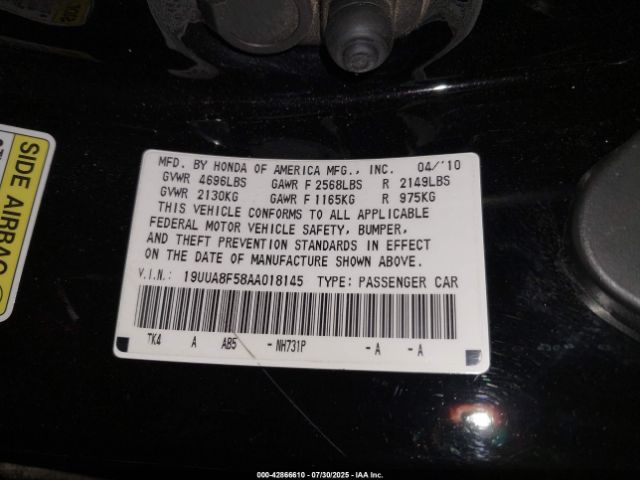 MFD. BY HONDA OF AMERICA MFG., INC. 04/'10
GVWR 4696LBS GAWR F 2568LBS R 2149LBS
GVWR 2130KG GAWR F 1165KG R 975KG
THIS VEHICLE CONFORMS TO ALL APPLICABLE
FEDERAL MOTOR VEHICLE SAFETY, BUMPER,
AND THEFT PREVENTION STANDARDS IN EFFECT
ON THE DATE OF MANUFACTURE SHOWN ABOVE.
V.I.N.: 19UUA8F58AA018145 TYPE: PASSENGER CAR
TK4 A AB5 -NH731P -A -A
SIDE AIRBAG
000-42866610 | 07/30/2025 | IAA Inc.